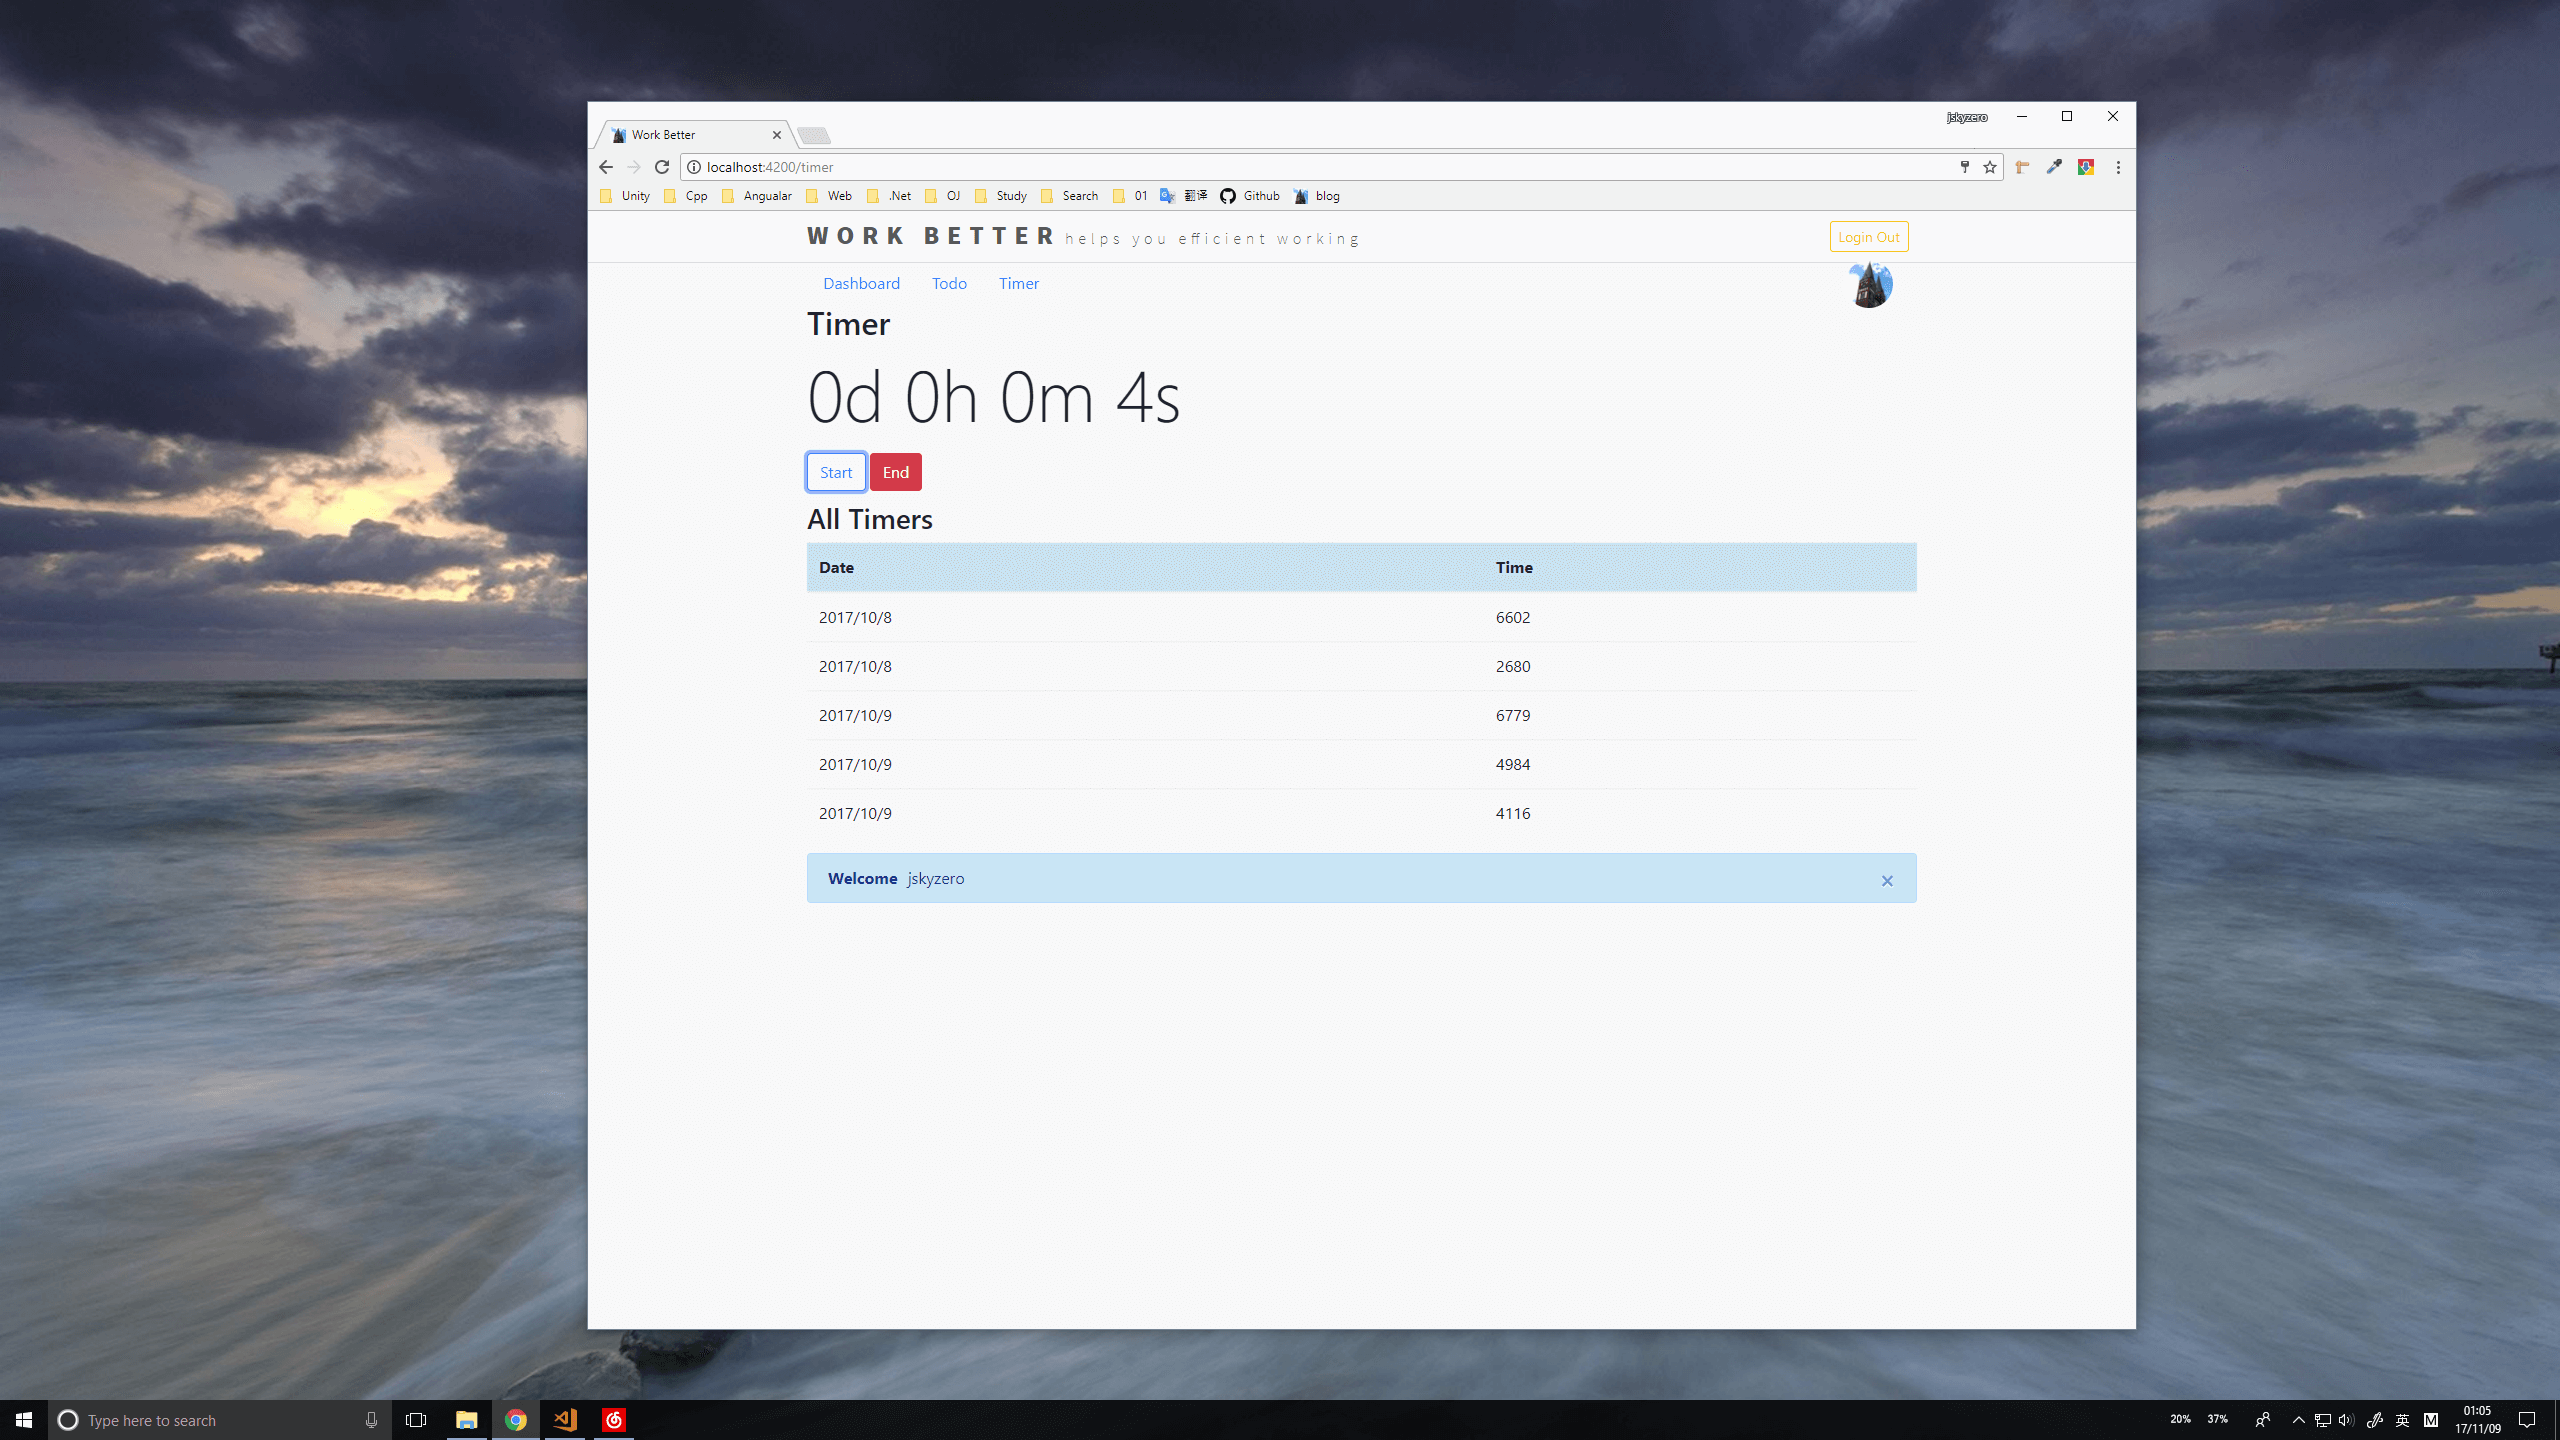 jskyzero
Work Better
localhost:4200/timer
Unity Cpp Angualar Web .Net OJ Study Search 01 翻译 Github blog
WORK BETTER helps you efficient working
Login Out
Dashboard Todo Timer
Timer
0d 0h 0m 4s
Start End
All Timers
Date Time
2017/10/8 6602
2017/10/8 2680
2017/10/9 6779
2017/10/9 4984
2017/10/9 4116
Welcome jskyzero ×
Type here to search
20% 37% 英 M 01:05
17/11/09